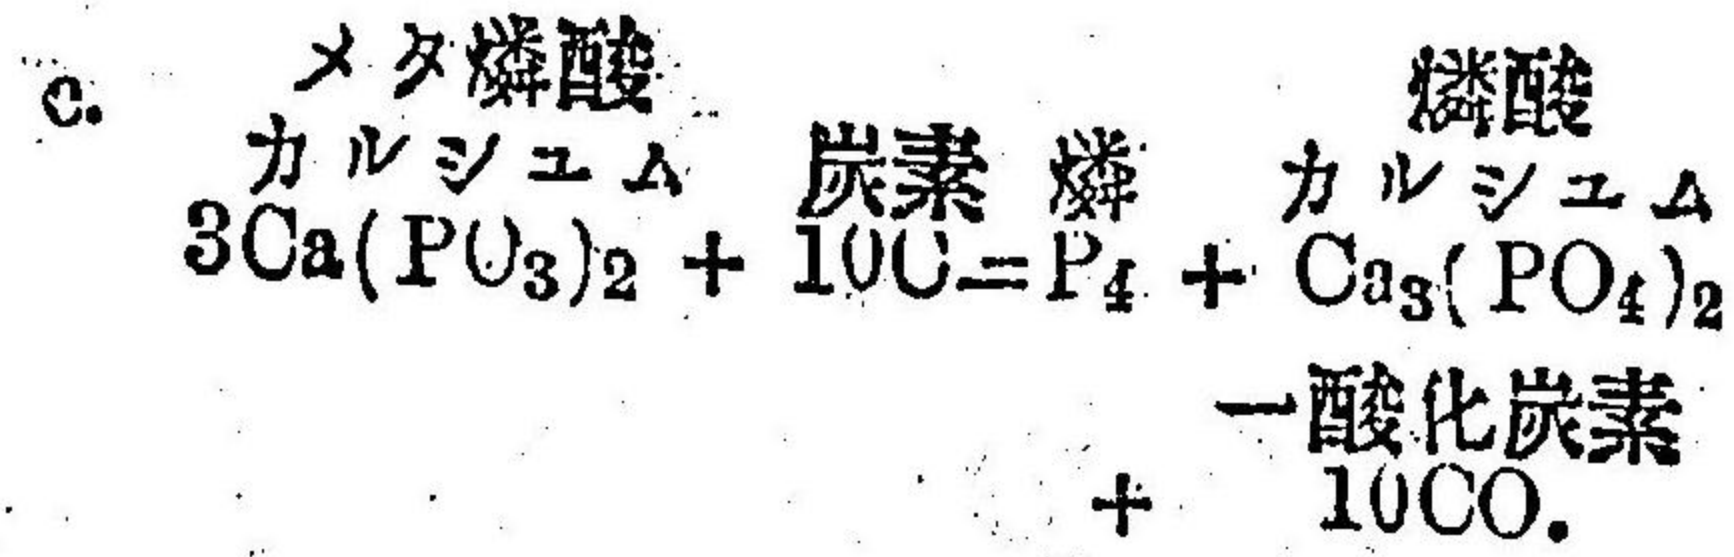 c. メタ燐酸 燐酸
カルシユム 炭素 燐 カルシユム
3Ca(PO₃)₂ + 10C = P₄ + Ca₃(PO₄)₂
一酸化炭素
+ 10CO.